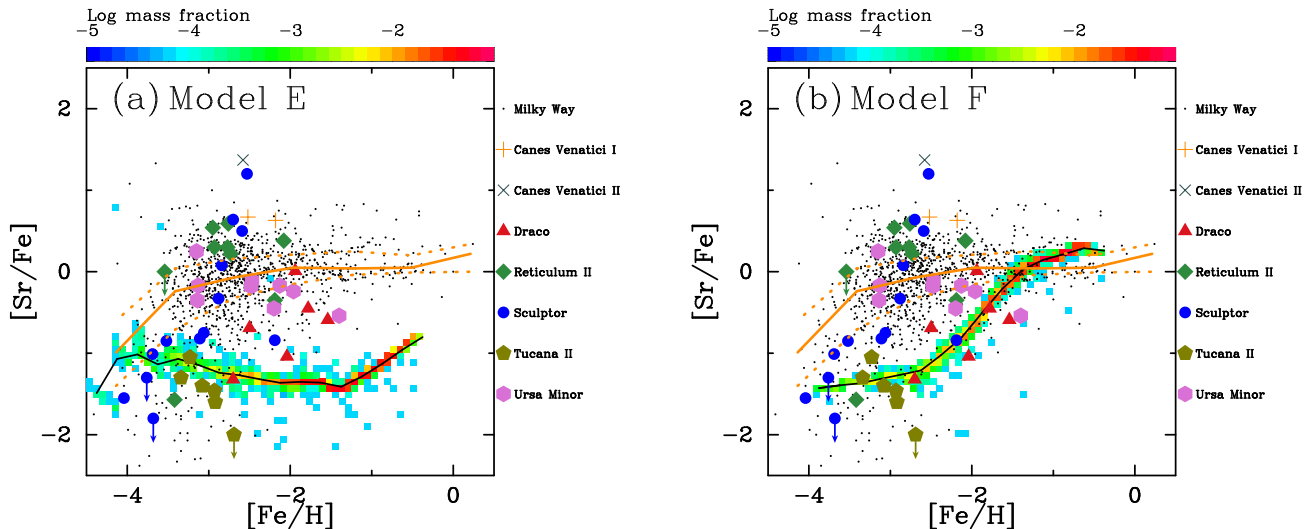 Log mass fraction
−5 −4 −3 −2
(a) Model E
[Sr/Fe]
2
0
−2
−4 −2 0
[Fe/H]
Milky Way
Canes Venatici I
Canes Venatici II
Draco
Reticulum II
Sculptor
Tucana II
Ursa Minor
Log mass fraction
−5 −4 −3 −2
(b) Model F
[Sr/Fe]
2
0
−2
−4 −2 0
[Fe/H]
Milky Way
Canes Venatici I
Canes Venatici II
Draco
Reticulum II
Sculptor
Tucana II
Ursa Minor